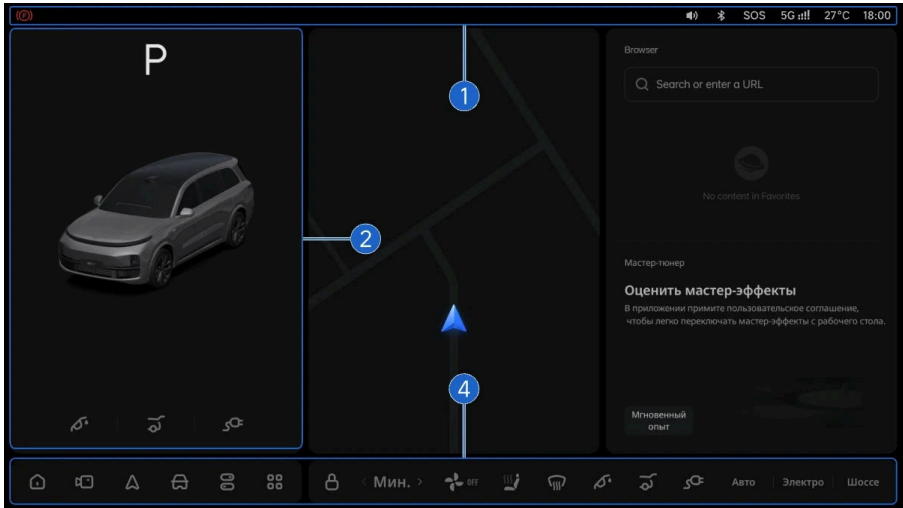 (P)
SOS
5G
27°C
18:00
P
1
Browser
Search or enter a URL
No content in Favorites
2
Мастер-тюнер
Оценить мастер-эффекты
В приложении примите пользовательское соглашение,
чтобы легко переключать мастер-эффекты с рабочего стола.
4
Мгновенный
опыт
< Мин. >
OFF
Авто
Электро
Шоссе